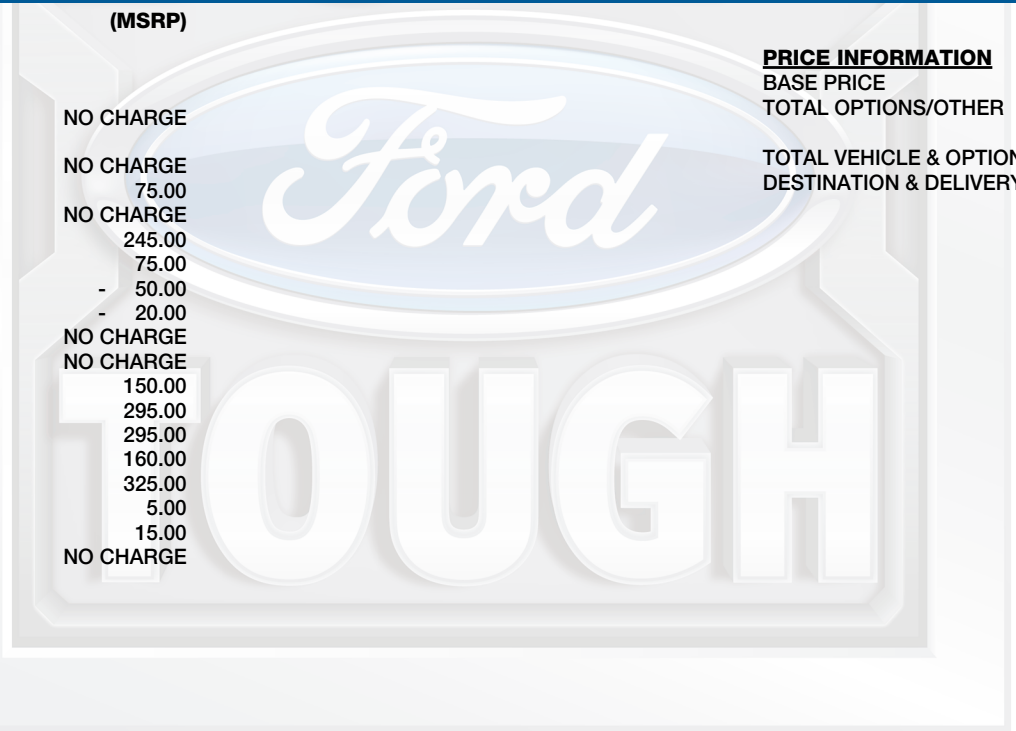 (MSRP)
NO CHARGE
NO CHARGE
75.00
NO CHARGE
245.00
75.00
- 50.00
- 20.00
NO CHARGE
NO CHARGE
150.00
295.00
295.00
160.00
325.00
5.00
15.00
NO CHARGE
PRICE INFORMATION
BASE PRICE
TOTAL OPTIONS/OTHER
TOTAL VEHICLE & OPTION
DESTINATION & DELIVERY
Ford
TOUGH